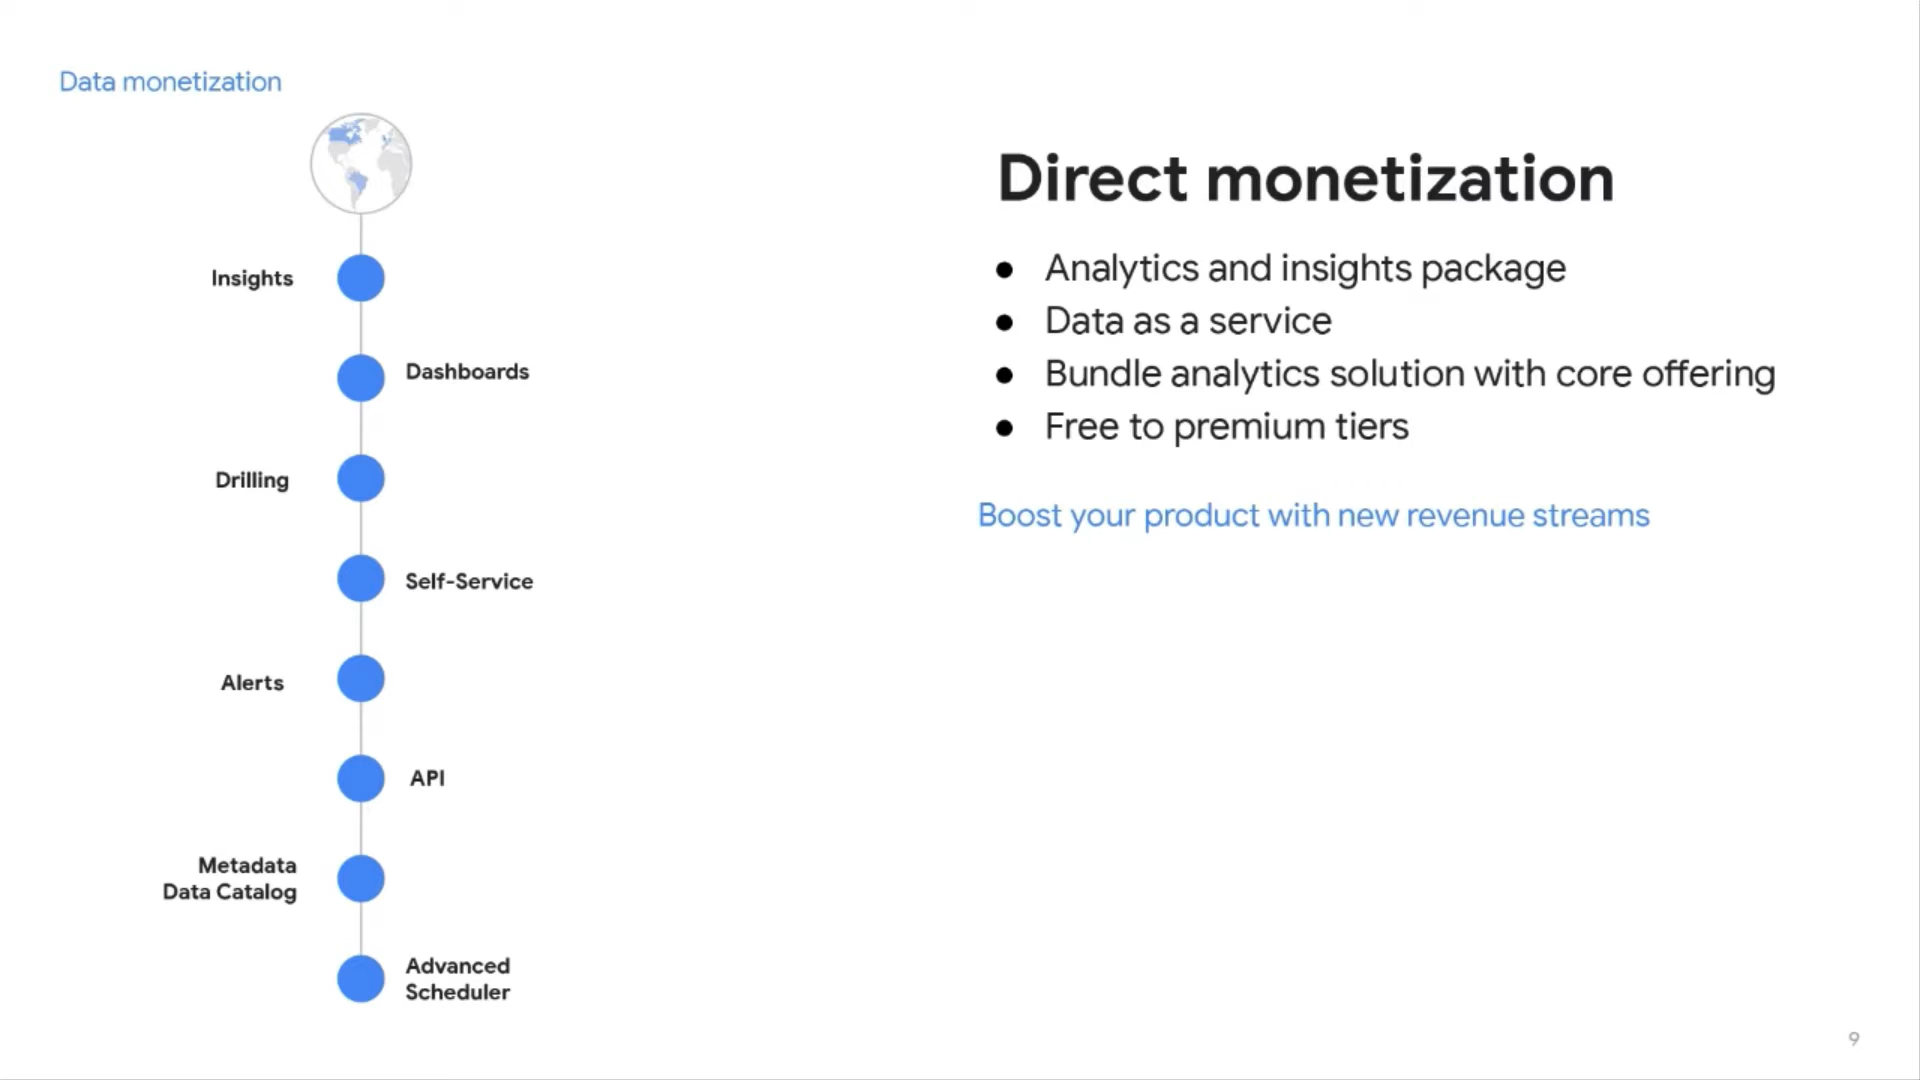 Data monetization
Insights
Dashboards
Drilling
Self-Service
Alerts
API
Metadata
Data Catalog
Advanced
Scheduler
Direct monetization
● Analytics and insights package
● Data as a service
● Bundle analytics solution with core offering
● Free to premium tiers
Boost your product with new revenue streams
9